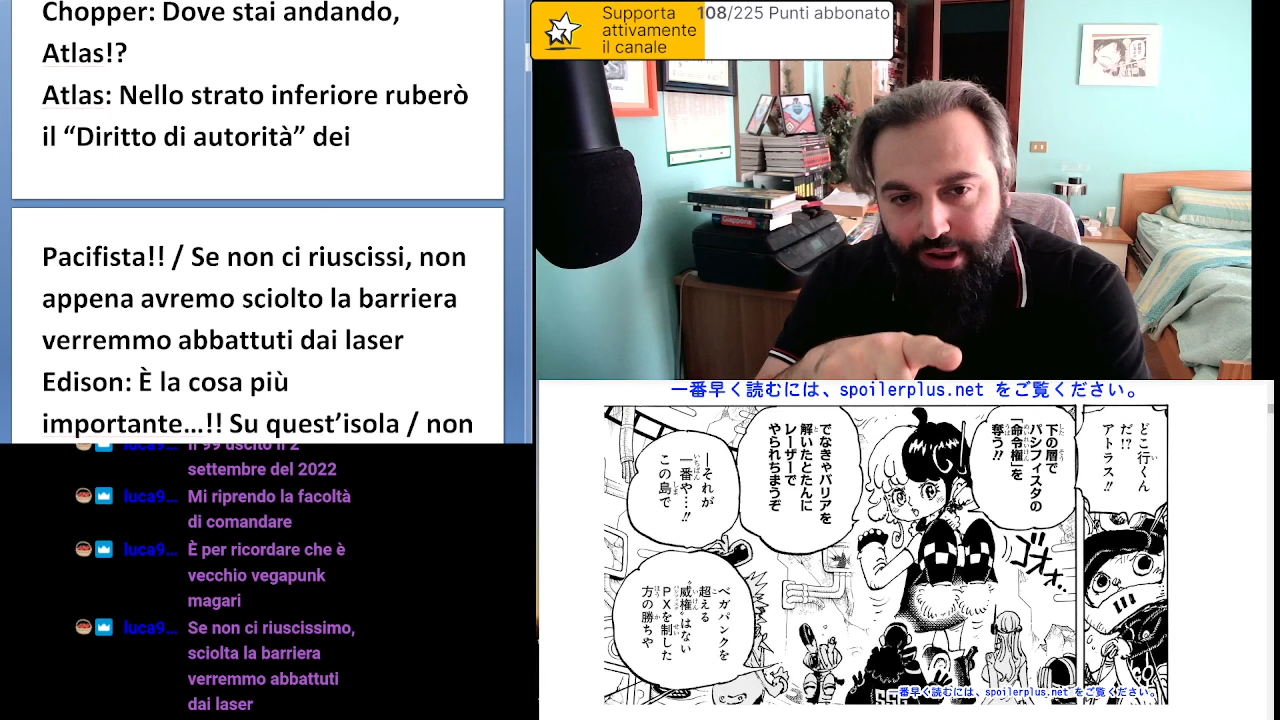 Chopper: Dove stai andando,
Atlas!?
Atlas: Nello strato inferiore ruberò
il “Diritto di autorità” dei
Pacifista!! / Se non ci riuscissi, non
appena avremo sciolto la barriera
verremmo abbattuti dai laser
Edison: È la cosa più
importante…!! Su quest’isola / non
luca9… Il 99 uscito il 2
settembre del 2022
luca9… Mi riprendo la facoltà
di comandare
luca9… È per ricordare che è
vecchio vegapunk
magari
luca9… Se non ci riuscissimo,
sciolta la barriera
verremmo abbattuti
dai laser
Supporta
attivamente
il canale
108/225 Punti abbonato
Giappone
一番早く読むには、spoilerplus.net をご覧ください。
どこ行くん
だ!?
アトラス!!
下の層で
パシフィスタの
「命令権」を
奪う!!
でなきゃバリアを
解いたとたんに
レーザーで
やられちまうぞ
―それが
一番や…!!
この島で
ベガパンクを
超える
“威権”はない
PXを制した
方の勝ちや
ゴオォ..
一番早く読むには、spoilerplus.net をご覧ください。